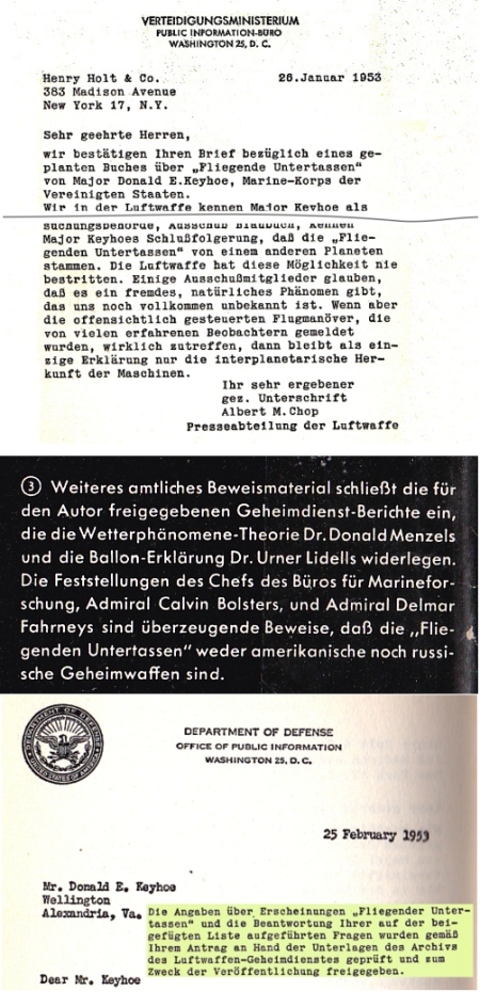 VERTEIDIGUNGSMINISTERIUM
PUBLIC INFORMATION-BÜRO
WASHINGTON 25, D. C.
Henry Holt & Co. 26.Januar 1953
383 Madison Avenue
New York 17, N.Y.
Sehr geehrte Herren,
wir bestätigen Ihren Brief bezüglich eines ge-
planten Buches über „Fliegende Untertassen"
von Major Donald E.Keyhoe, Marine-Korps der
Vereinigten Staaten.
Wir in der Luftwaffe kennen Major Keyhoe als
suchungsbehörde, Ausschuß Blaubuch, kennen
Major Keyhoes Schlußfolgerung, daß die „Flie-
genden Untertassen" von einem anderen Planeten
stammen. Die Luftwaffe hat diese Möglichkeit nie
bestritten. Einige Ausschußmitglieder glauben,
daß es ein fremdes, natürliches Phänomen gibt,
das uns noch vollkommen unbekannt ist. Wenn aber
die offensichtlich gesteuerten Flugmanöver, die
von vielen erfahrenen Beobachtern gemeldet
wurden, wirklich zutreffen, dann bleibt als ein-
zige Erklärung nur die interplanetarische Her-
kunft der Maschinen.
Ihr sehr ergebener
gez. Unterschrift
Albert M.Chop
Presseabteilung der Luftwaffe
③ Weiteres amtliches Beweismaterial schließt die für
den Autor freigegebenen Geheimdienst-Berichte ein,
die die Wetterphänomene-Theorie Dr. Donald Menzels
und die Ballon-Erklärung Dr. Urner Lidells widerlegen.
Die Feststellungen des Chefs des Büros für Marinefor-
schung, Admiral Calvin Bolsters, und Admiral Delmar
Fahrneys sind überzeugende Beweise, daß die „Flie-
genden Untertassen" weder amerikanische noch russi-
sche Geheimwaffen sind.
DEPARTMENT OF DEFENSE
UNITED STATES OF AMERICA
DEPARTMENT OF DEFENSE
OFFICE OF PUBLIC INFORMATION
WASHINGTON 25, D. C.
25 February 1953
Mr. Donald E. Keyhoe
Wellington
Alexandria, Va.
Die Angaben über Erscheinungen „Fliegender Unter-
tassen" und die Beantwortung Ihrer auf der bei-
gefügten Liste aufgeführten Fragen wurden gemäß
Ihrem Antrag an Hand der Unterlagen des Archivs
des Luftwaffen-Geheimdienstes geprüft und zum
Zweck der Veröffentlichung freigegeben.
Dear Mr. Keyhoe